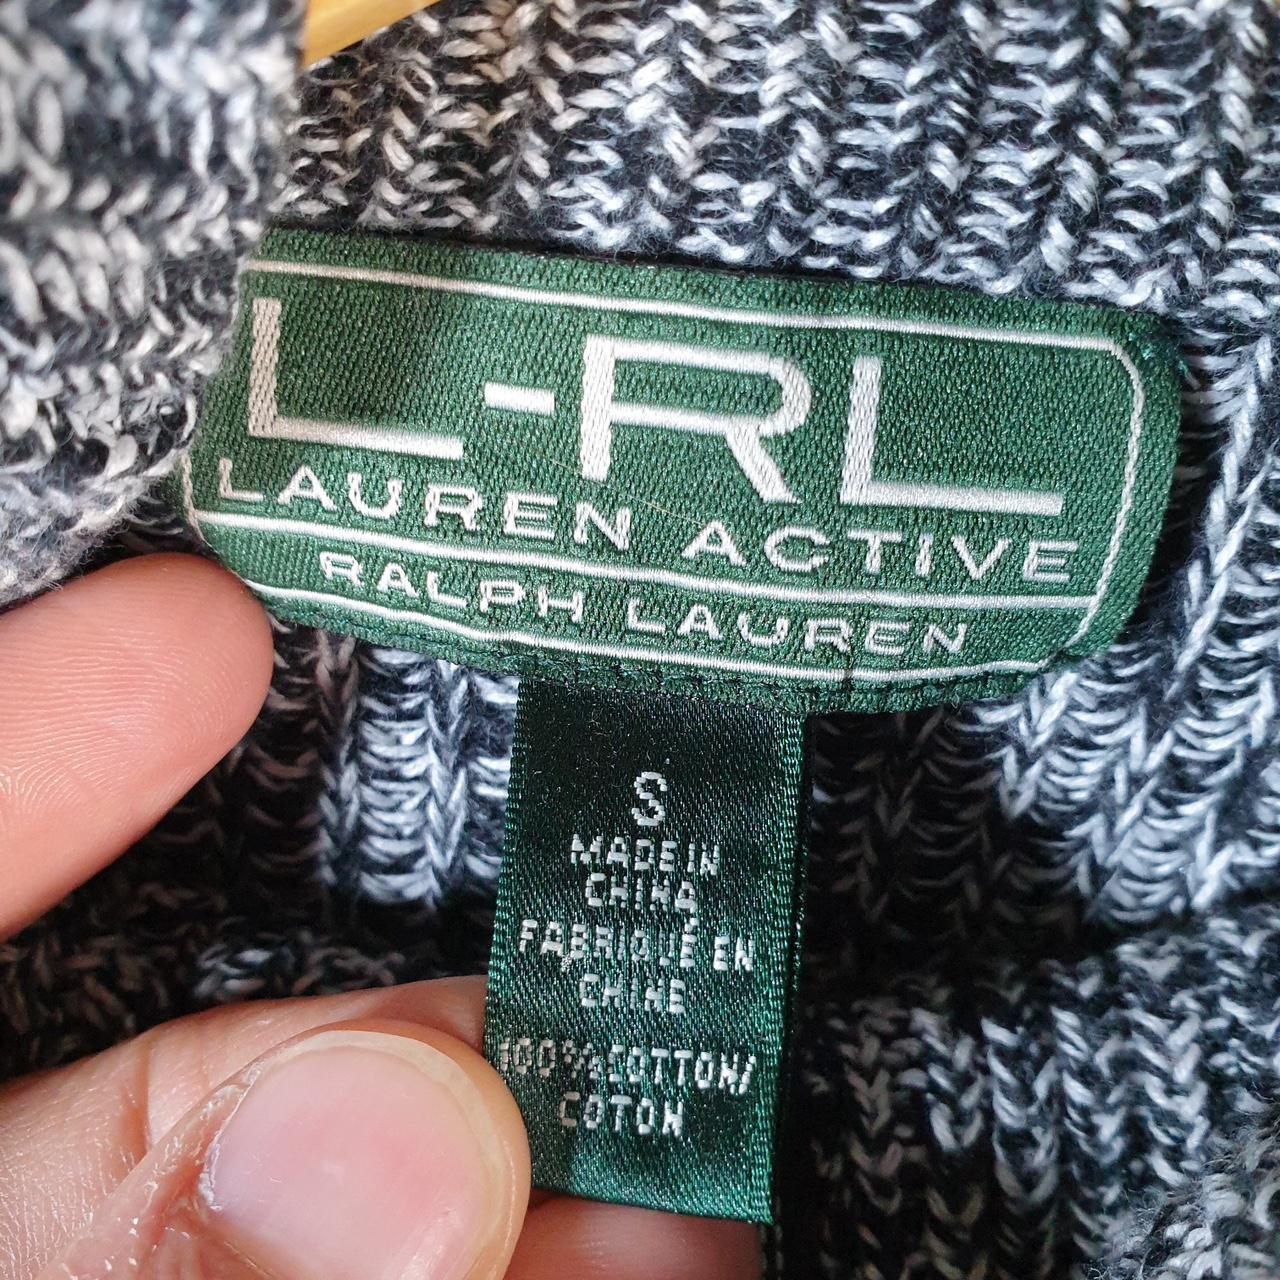 L-RL
LAUREN ACTIVE
RALPH LAUREN
S
MADE IN
CHINA
FABRIQUÉ EN
CHINE
100% COTTON/
COTON